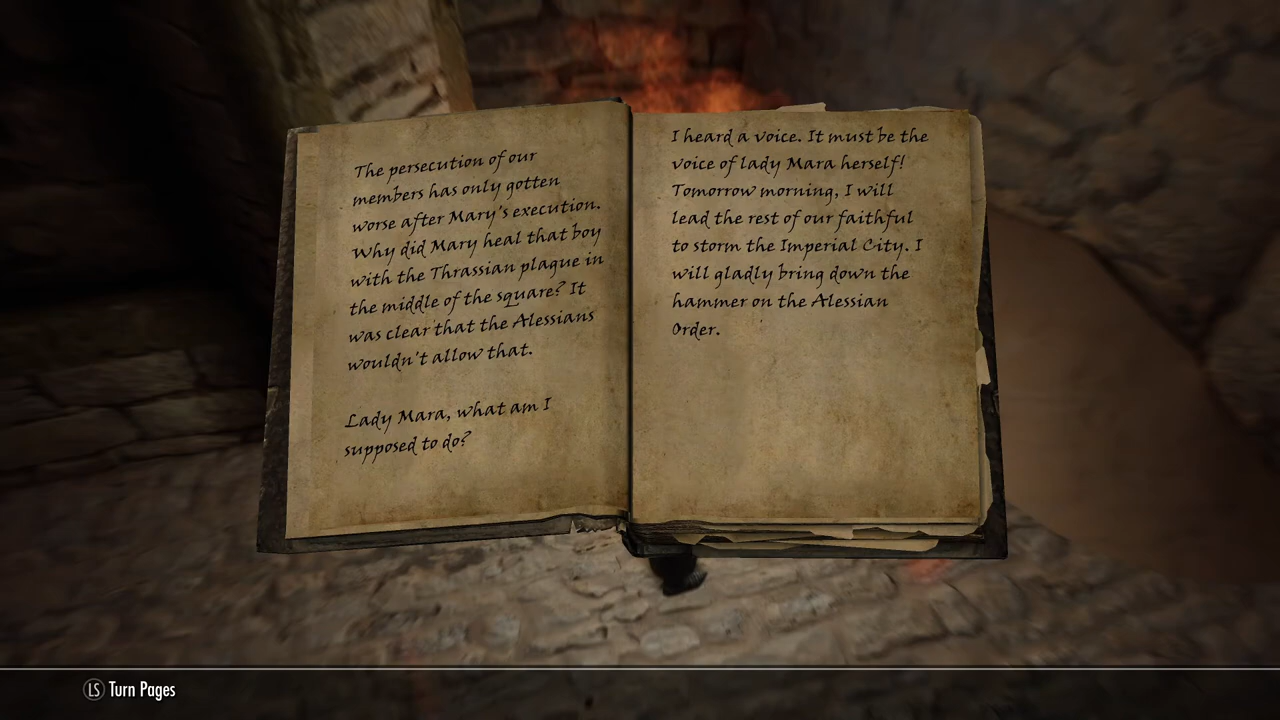 The persecution of our
members has only gotten
worse after Mary's execution.
Why did Mary heal that boy
with the Thrassian plague in
the middle of the square? It
was clear that the Alessians
wouldn't allow that.
Lady Mara, what am I
supposed to do?
I heard a voice. It must be the
voice of lady Mara herself!
Tomorrow morning, I will
lead the rest of our faithful
to storm the Imperial City. I
will gladly bring down the
hammer on the Alessian
Order.
LS Turn Pages